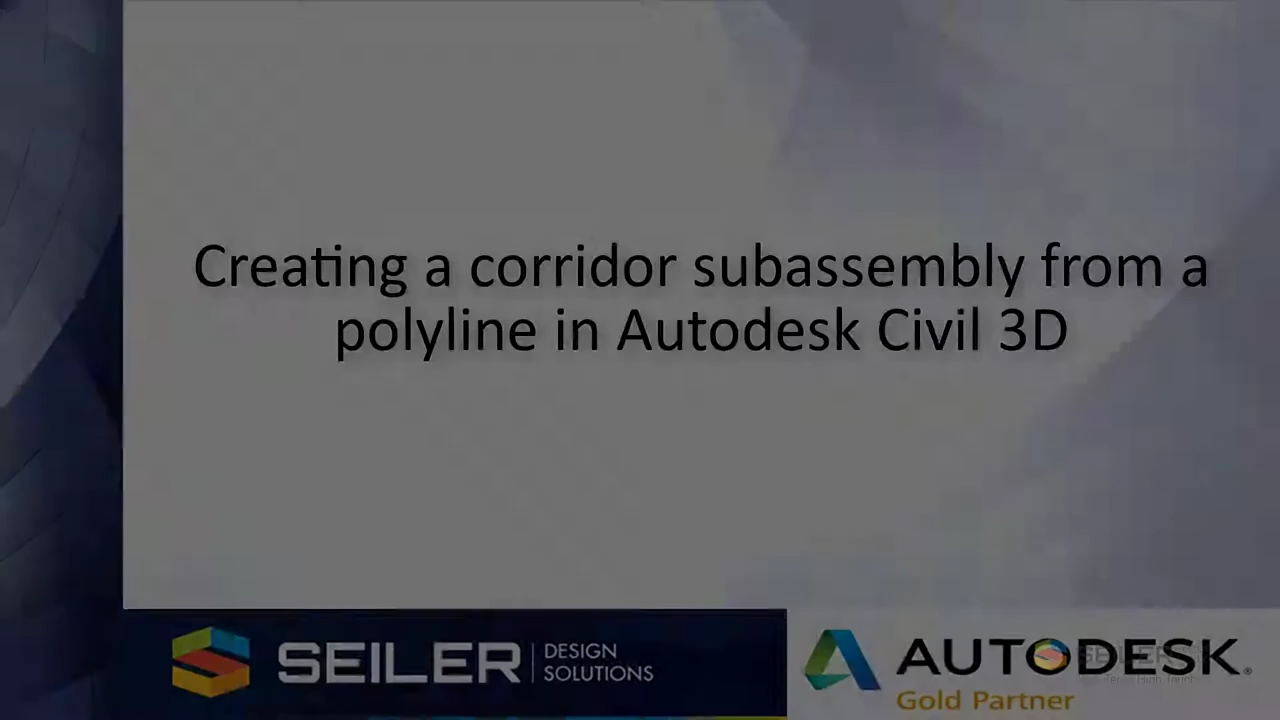 Creating a corridor subassembly from a
polyline in Autodesk Civil 3D
SEILER
DESIGN
SOLUTIONS
AUTODESK.
Gold Partner